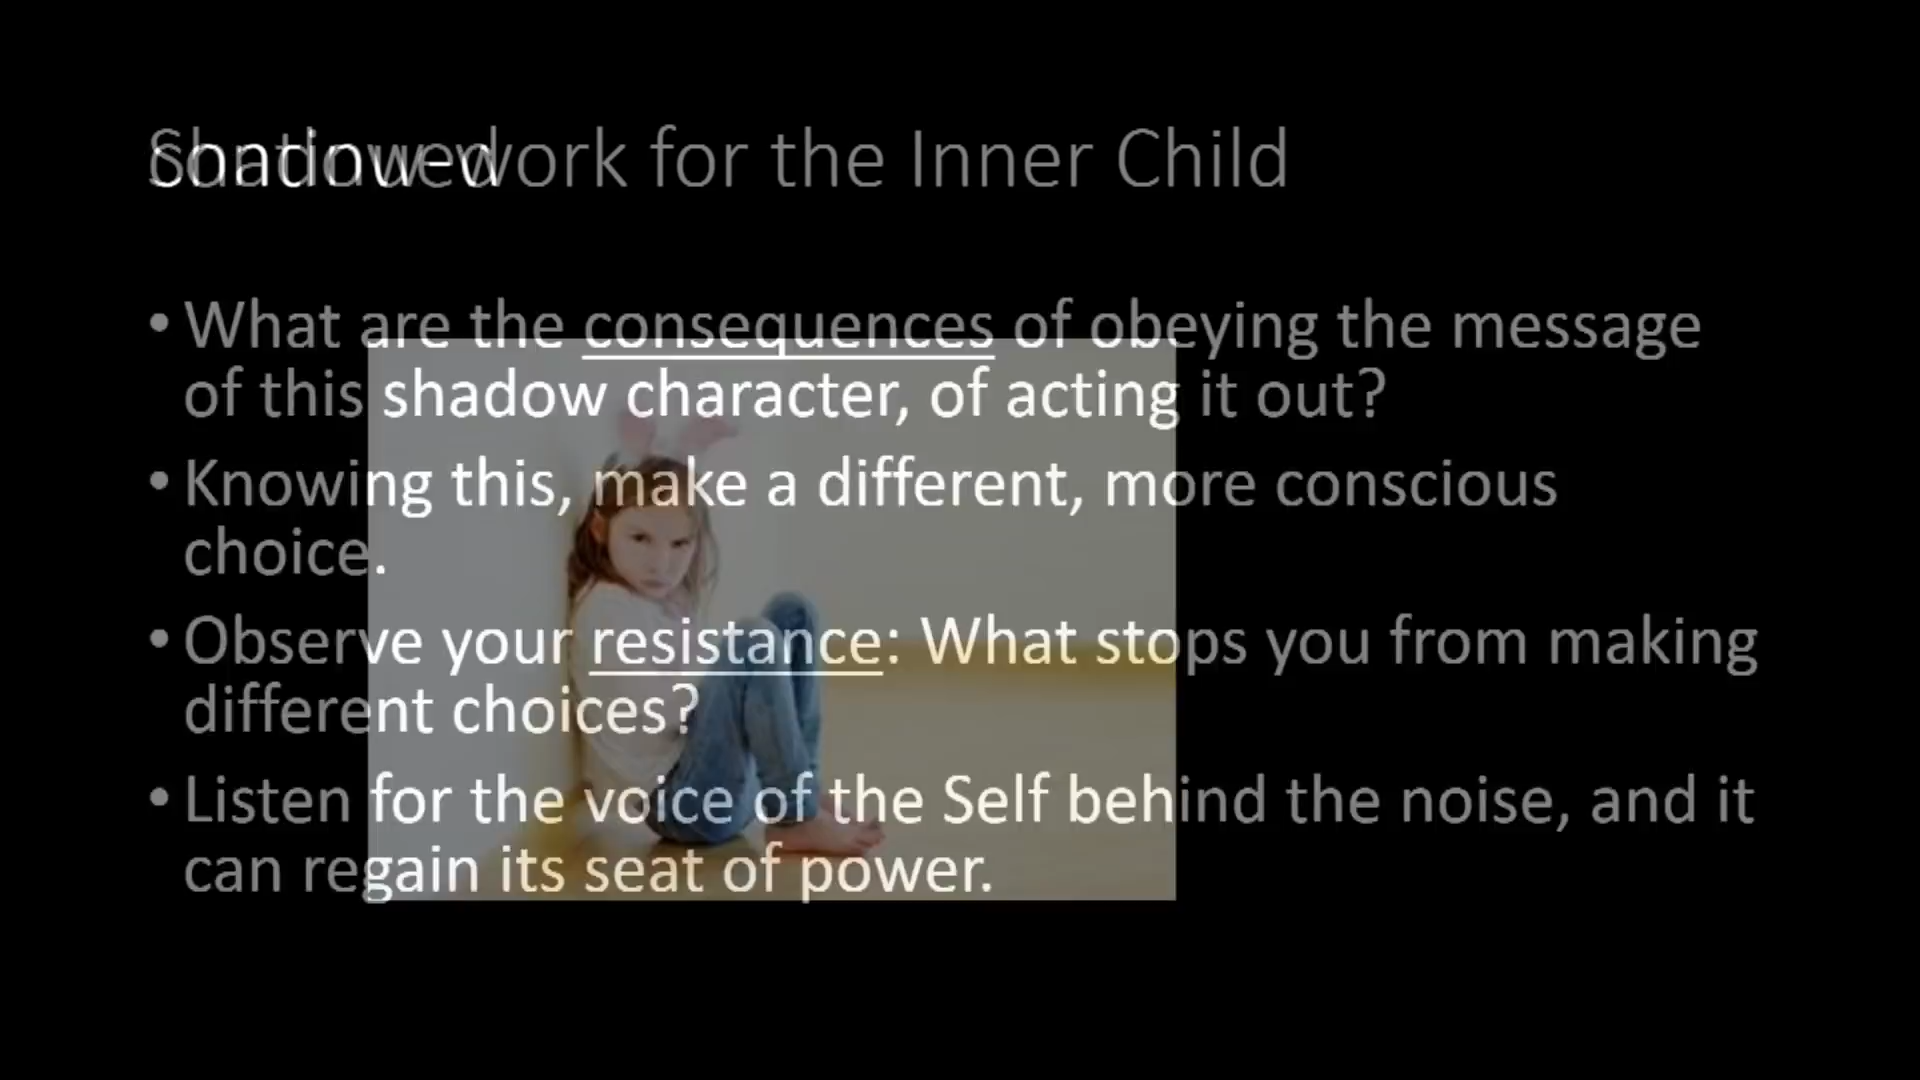 Shadow-work for the Inner Child
continued
• What are the consequences of obeying the message
of this shadow character, of acting it out?
• Knowing this, make a different, more conscious
choice.
• Observe your resistance: What stops you from making
different choices?
• Listen for the voice of the Self behind the noise, and it
can regain its seat of power.